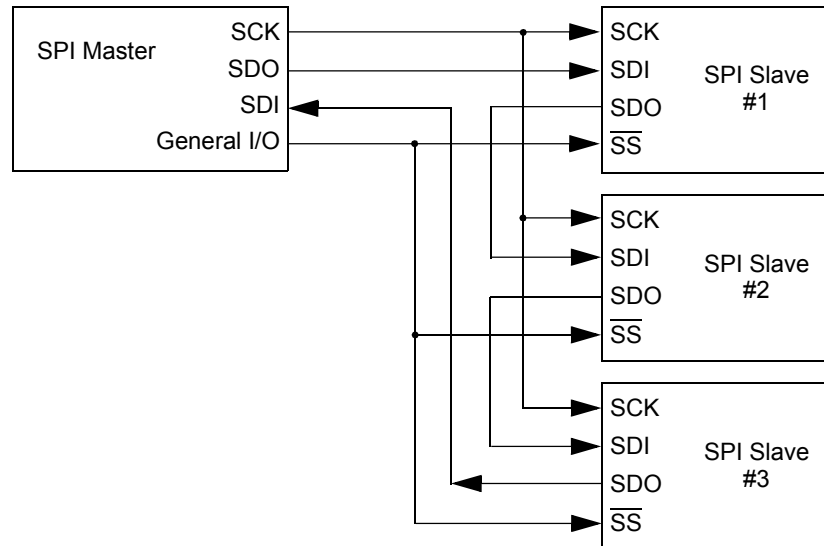 SPI Master
SCK
SDO
SDI
General I/O
SCK
SDI
SDO
SS
SPI Slave
#1
SCK
SDI
SDO
SS
SPI Slave
#2
SCK
SDI
SDO
SS
SPI Slave
#3